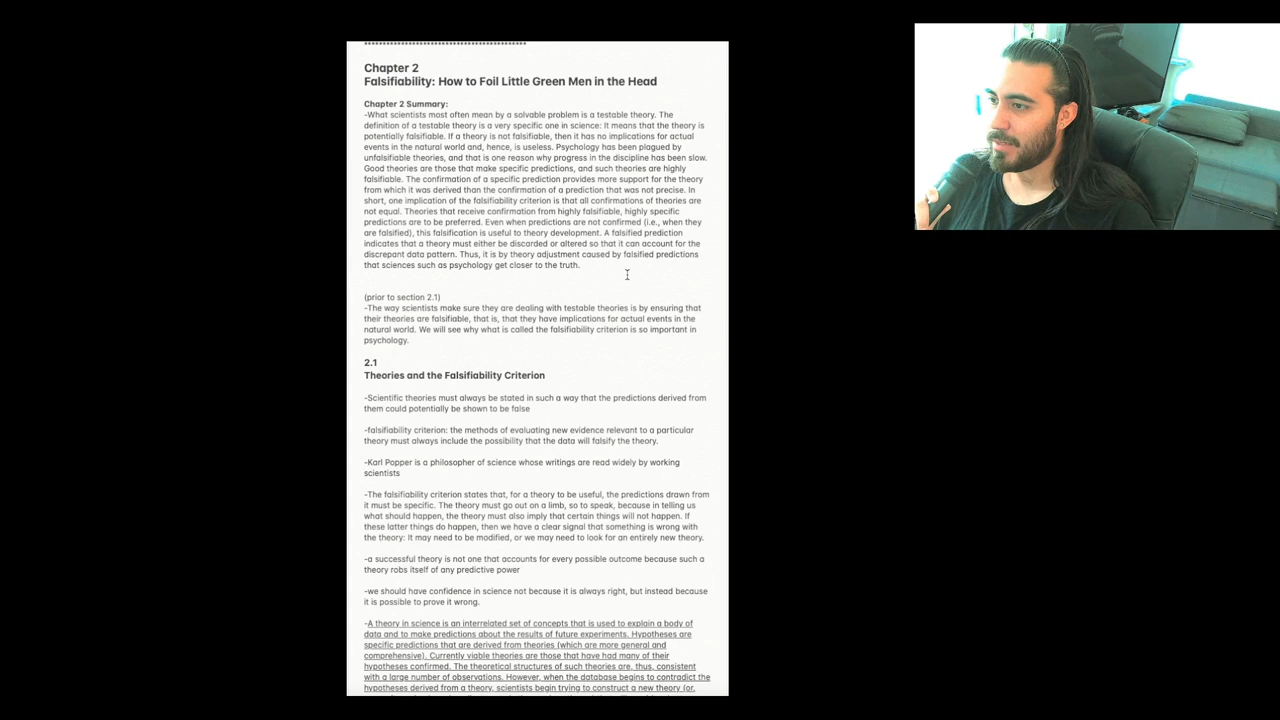 Chapter 2
Falsifiability: How to Foil Little Green Men in the Head
Chapter 2 Summary:
-What scientists most often mean by a solvable problem is a testable theory. The
definition of a testable theory is a very specific one in science: It means that the theory is
potentially falsifiable. If a theory is not falsifiable, then it has no implications for actual
events in the natural world and, hence, is useless. Psychology has been plagued by
unfalsifiable theories, and that is one reason why progress in the discipline has been slow.
Good theories are those that make specific predictions, and such theories are highly
falsifiable. The confirmation of a specific prediction provides more support for the theory
from which it was derived than the confirmation of a prediction that was not precise. In
short, one implication of the falsifiability criterion is that all confirmations of theories are
not equal. Theories that receive confirmation from highly falsifiable, highly specific
predictions are to be preferred. Even when predictions are not confirmed (i.e., when they
are falsified), this falsification is useful to theory development. A falsified prediction
indicates that a theory must either be discarded or altered so that it can account for the
discrepant data pattern. Thus, it is by theory adjustment caused by falsified predictions
that sciences such as psychology get closer to the truth.
(prior to section 2.1)
-The way scientists make sure they are dealing with testable theories is by ensuring that
their theories are falsifiable, that is, that they have implications for actual events in the
natural world. We will see why what is called the falsifiability criterion is so important in
psychology.
2.1
Theories and the Falsifiability Criterion
-Scientific theories must always be stated in such a way that the predictions derived from
them could potentially be shown to be false
-falsifiability criterion: the methods of evaluating new evidence relevant to a particular
theory must always include the possibility that the data will falsify the theory.
-Karl Popper is a philosopher of science whose writings are read widely by working
scientists
-The falsifiability criterion states that, for a theory to be useful, the predictions drawn from
it must be specific. The theory must go out on a limb, so to speak, because in telling us
what should happen, the theory must also imply that certain things will not happen. If
these latter things do happen, then we have a clear signal that something is wrong with
the theory: It may need to be modified, or we may need to look for an entirely new theory.
-a successful theory is not one that accounts for every possible outcome because such a
theory robs itself of any predictive power
-we should have confidence in science not because it is always right, but instead because
it is possible to prove it wrong.
-A theory in science is an interrelated set of concepts that is used to explain a body of
data and to make predictions about the results of future experiments. Hypotheses are
specific predictions that are derived from theories (which are more general and
comprehensive). Currently viable theories are those that have had many of their
hypotheses confirmed. The theoretical structures of such theories are, thus, consistent
with a large number of observations. However, when the database begins to contradict the
hypotheses derived from a theory, scientists begin trying to construct a new theory (or,